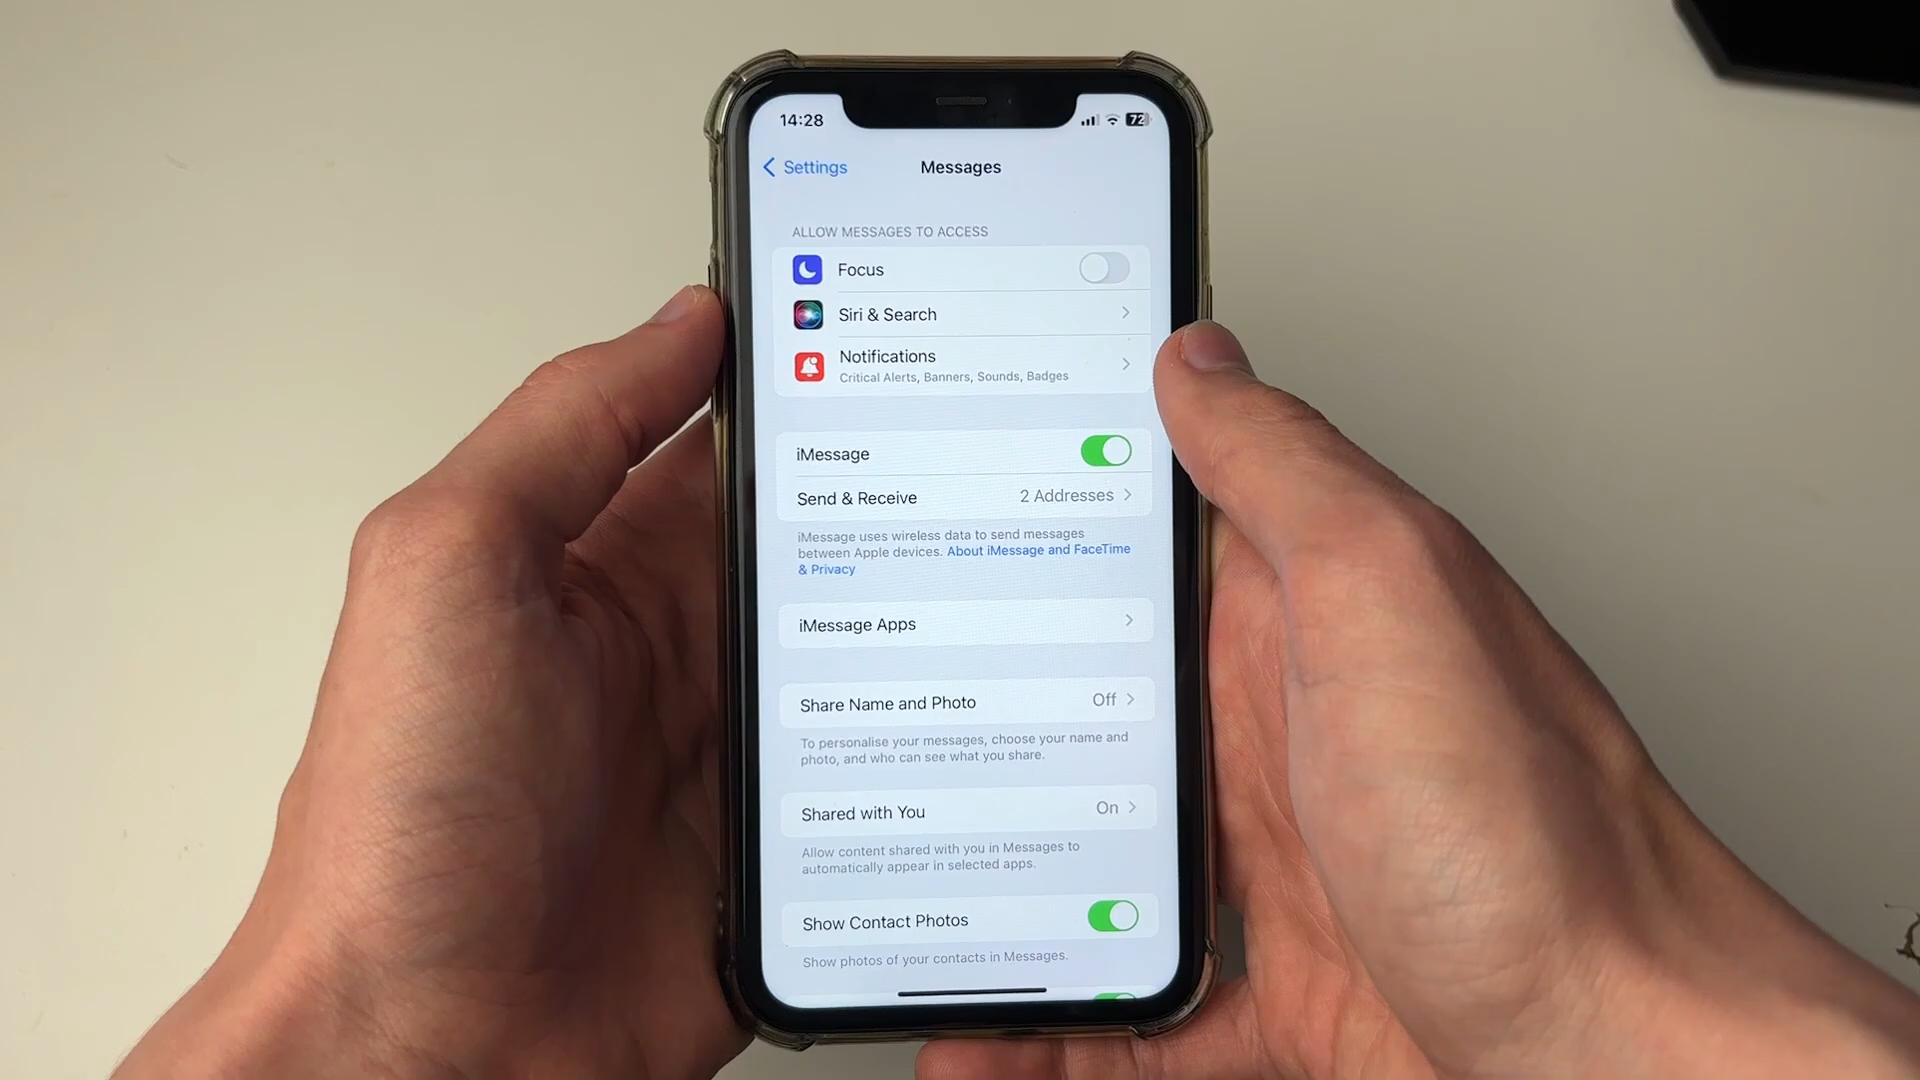 14:28
72
Settings
Messages
ALLOW MESSAGES TO ACCESS
Focus
Siri & Search
Notifications
Critical Alerts, Banners, Sounds, Badges
iMessage
Send & Receive 2 Addresses
iMessage uses wireless data to send messages
between Apple devices. About iMessage and FaceTime
& Privacy
iMessage Apps
Share Name and Photo Off
To personalise your messages, choose your name and
photo, and who can see what you share.
Shared with You On
Allow content shared with you in Messages to
automatically appear in selected apps.
Show Contact Photos
Show photos of your contacts in Messages.